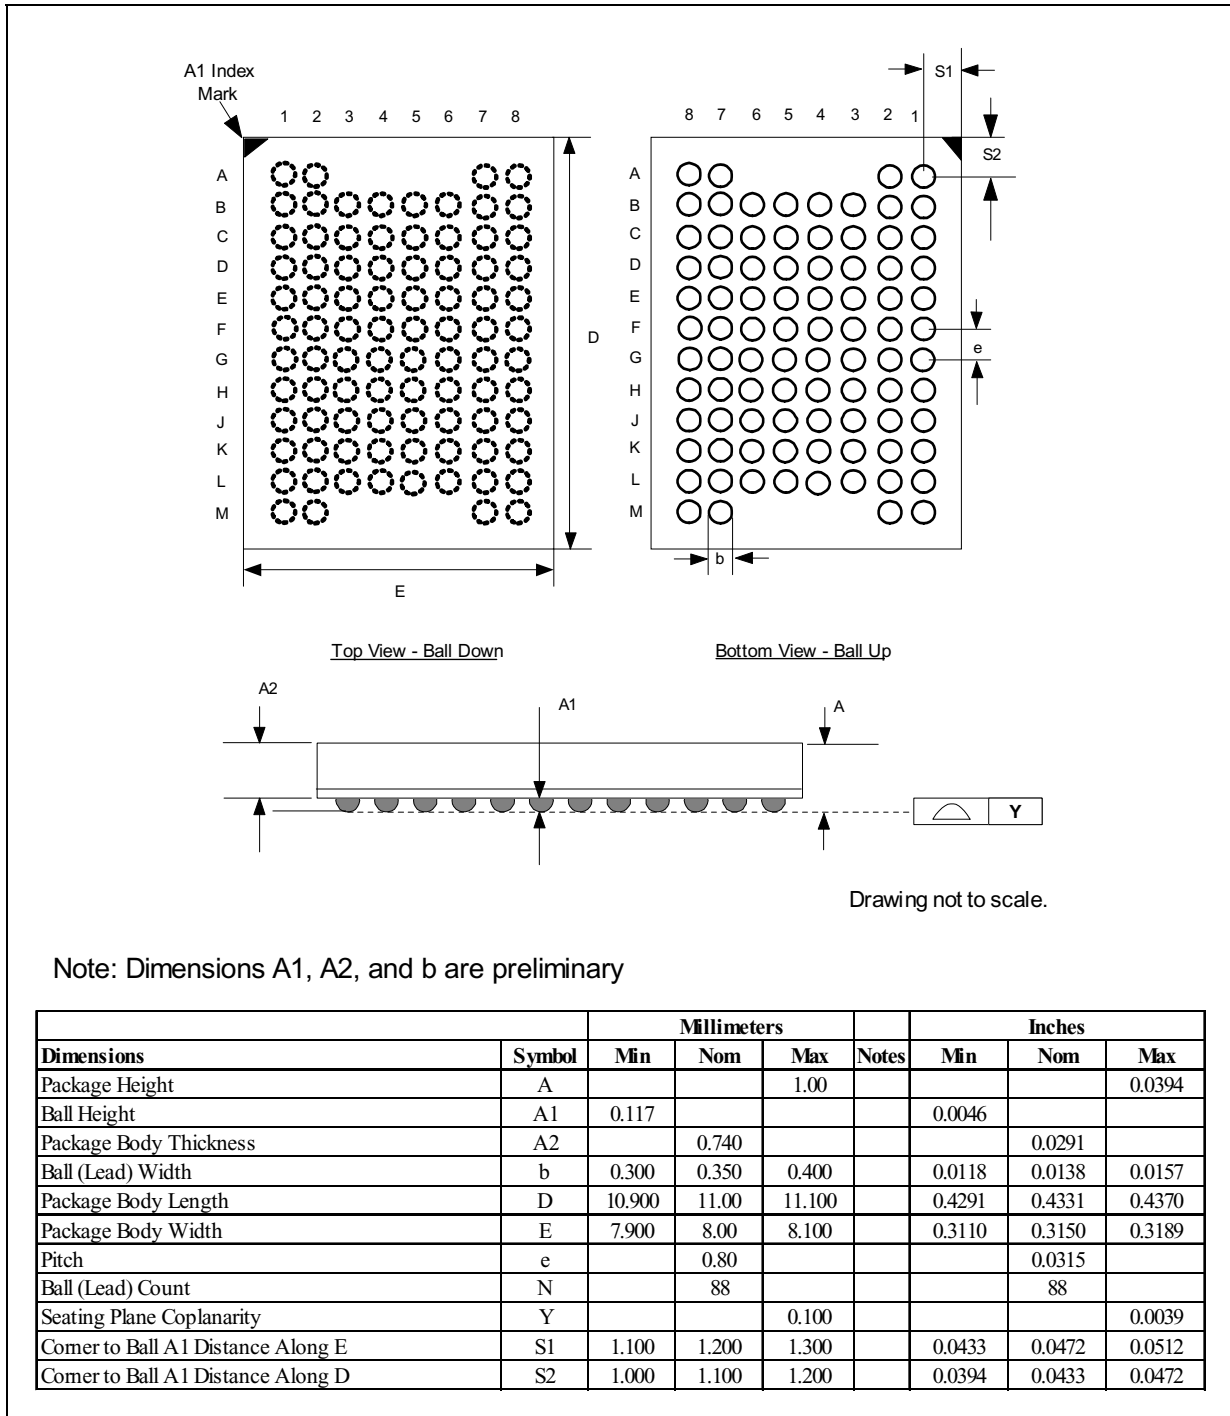 A1 Index
Mark
S1
1 2 3 4 5 6 7 8
8 7 6 5 4 3 2 1
S2
A A
B B
C C
D D
E E
F F
D
e
G G
H H
J J
K K
L L
M M
b
E
Top View - Ball Down
Bottom View - Ball Up
A2
A1
A
Y
Drawing not to scale.
Note: Dimensions A1, A2, and b are preliminary
Millimeters Inches
Dimensions Symbol Min Nom Max Notes Min Nom Max
Package Height A 1.00 0.0394
Ball Height A1 0.117 0.0046
Package Body Thickness A2 0.740 0.0291
Ball (Lead) Width b 0.300 0.350 0.400 0.0118 0.0138 0.0157
Package Body Length D 10.900 11.00 11.100 0.4291 0.4331 0.4370
Package Body Width E 7.900 8.00 8.100 0.3110 0.3150 0.3189
Pitch e 0.80 0.0315
Ball (Lead) Count N 88 88
Seating Plane Coplanarity Y 0.100 0.0039
Corner to Ball A1 Distance Along E S1 1.100 1.200 1.300 0.0433 0.0472 0.0512
Corner to Ball A1 Distance Along D S2 1.000 1.100 1.200 0.0394 0.0433 0.0472